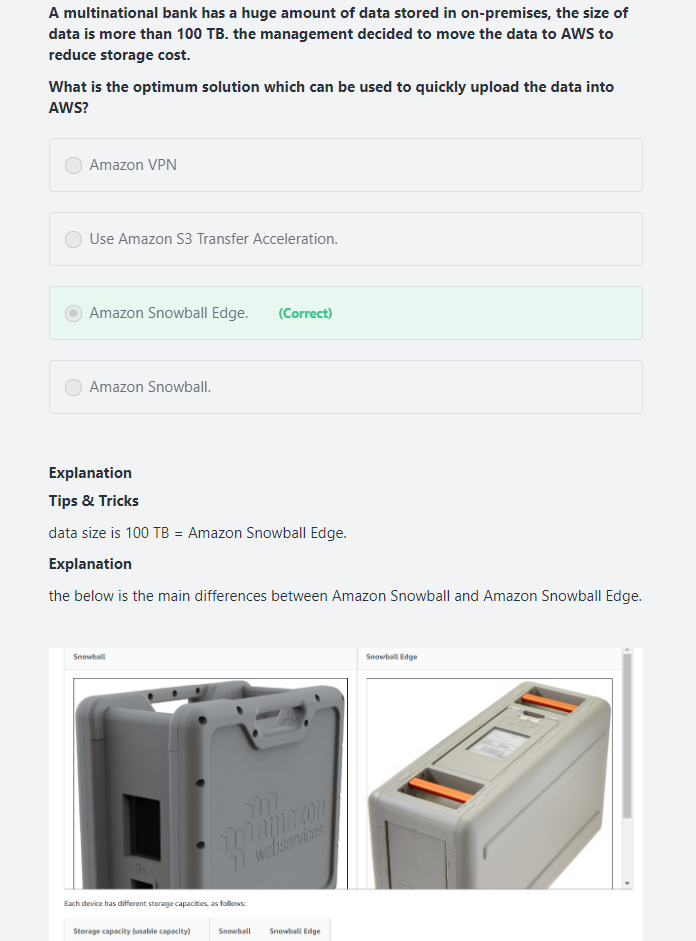 A multinational bank has a huge amount of data stored in on-premises, the size of
data is more than 100 TB. the management decided to move the data to AWS to
reduce storage cost.
What is the optimum solution which can be used to quickly upload the data into
AWS?
Amazon VPN
Use Amazon S3 Transfer Acceleration.
Amazon Snowball Edge. (Correct)
Amazon Snowball.
Explanation
Tips & Tricks
data size is 100 TB = Amazon Snowball Edge.
Explanation
the below is the main differences between Amazon Snowball and Amazon Snowball Edge.
Snowball Snowball Edge
amazon
webservices
Each device has different storage capacities, as follows:
Storage capacity (usable capacity) Snowball Snowball Edge